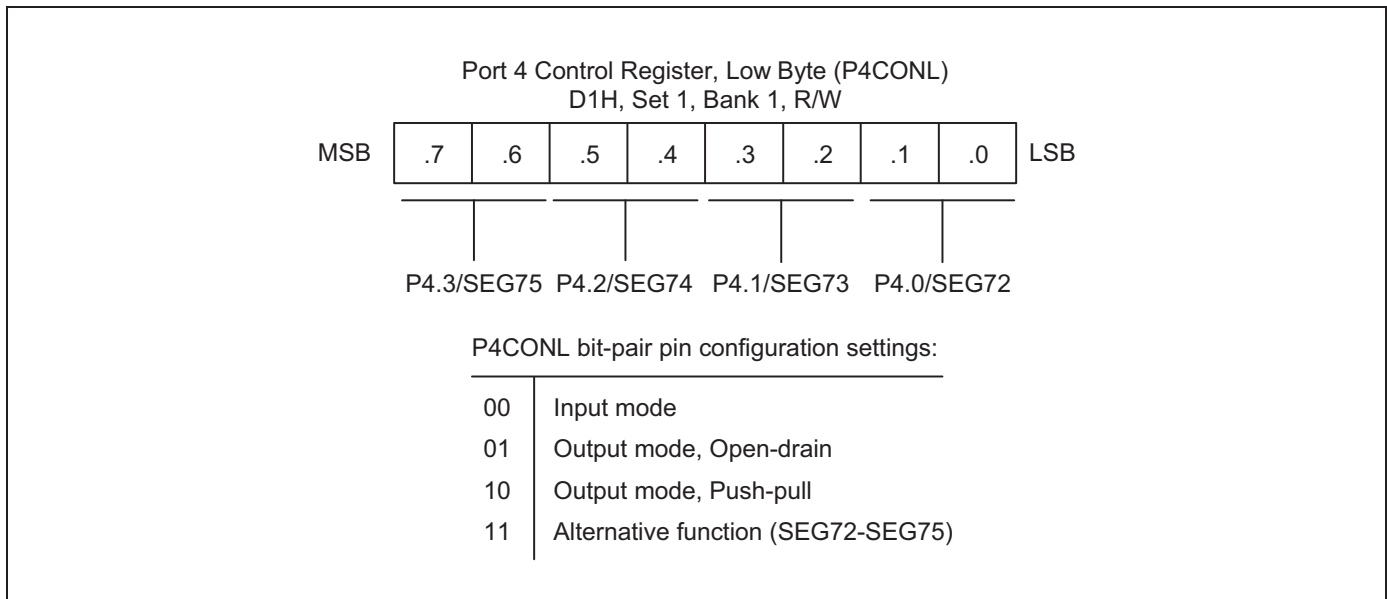 Port 4 Control Register, Low Byte (P4CONL)
D1H, Set 1, Bank 1, R/W
MSB .7 .6 .5 .4 .3 .2 .1 .0 LSB
P4.3/SEG75 P4.2/SEG74 P4.1/SEG73 P4.0/SEG72
P4CONL bit-pair pin configuration settings:
00 Input mode
01 Output mode, Open-drain
10 Output mode, Push-pull
11 Alternative function (SEG72-SEG75)